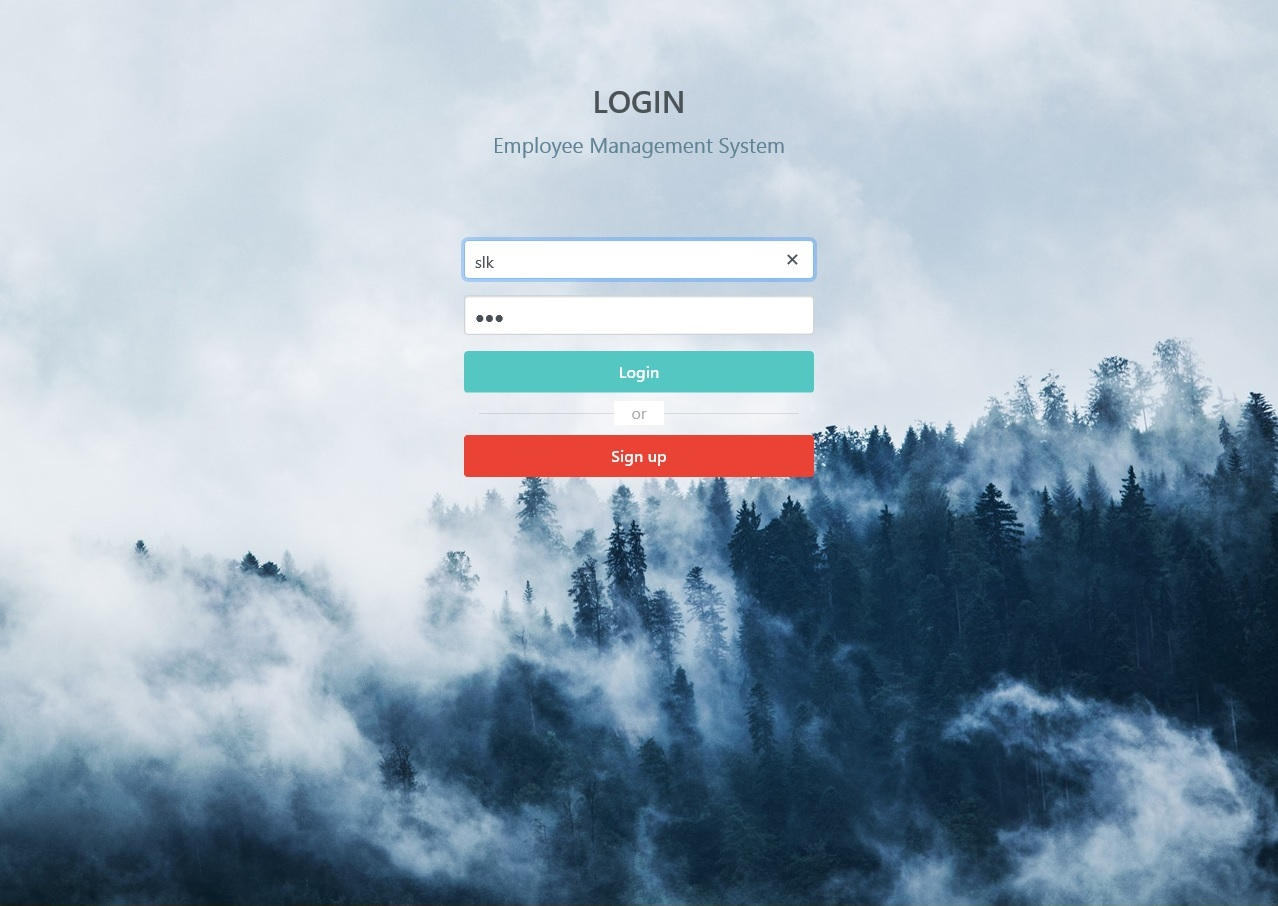 LOGIN
Employee Management System
slk
●●●
Login
or
Sign up